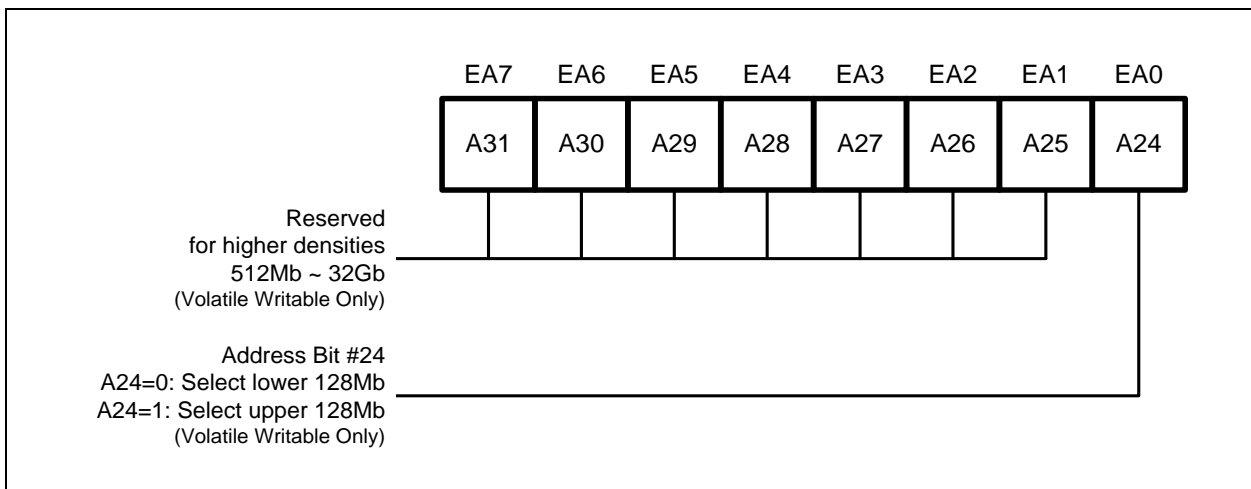 EA7 EA6 EA5 EA4 EA3 EA2 EA1 EA0
A31 A30 A29 A28 A27 A26 A25 A24
Reserved
for higher densities
512Mb ~ 32Gb
(Volatile Writable Only)
Address Bit #24
A24=0: Select lower 128Mb
A24=1: Select upper 128Mb
(Volatile Writable Only)